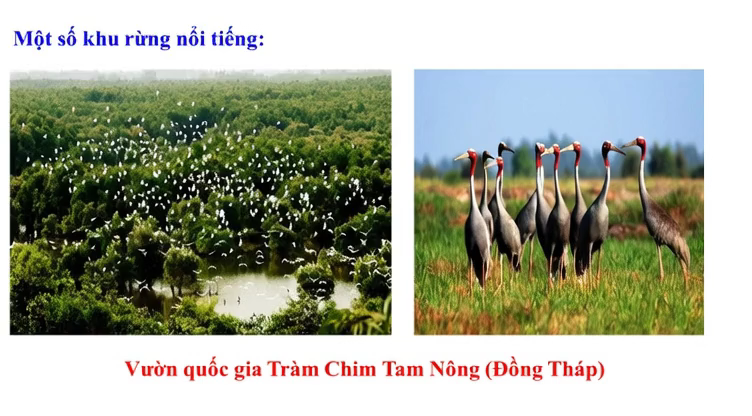 Một số khu rừng nổi tiếng:
Vườn quốc gia Tràm Chim Tam Nông (Đồng Tháp)